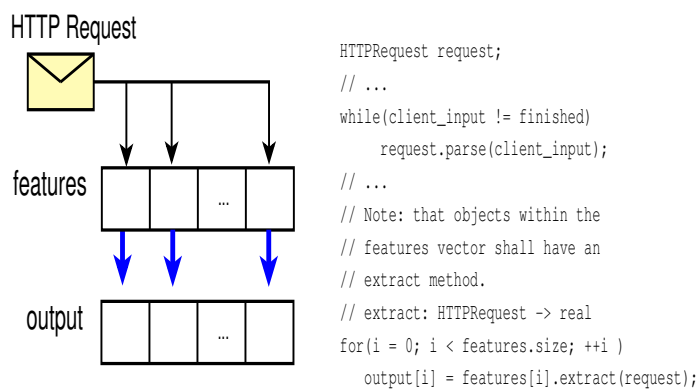 HTTP Request
features
...
output
...
HTTPRequest request;
// ...
while(client_input != finished)
request.parse(client_input);
// ...
// Note: that objects within the
// features vector shall have an
// extract method.
// extract: HTTPRequest -> real
for(i = 0; i < features.size; ++i )
output[i] = features[i].extract(request);